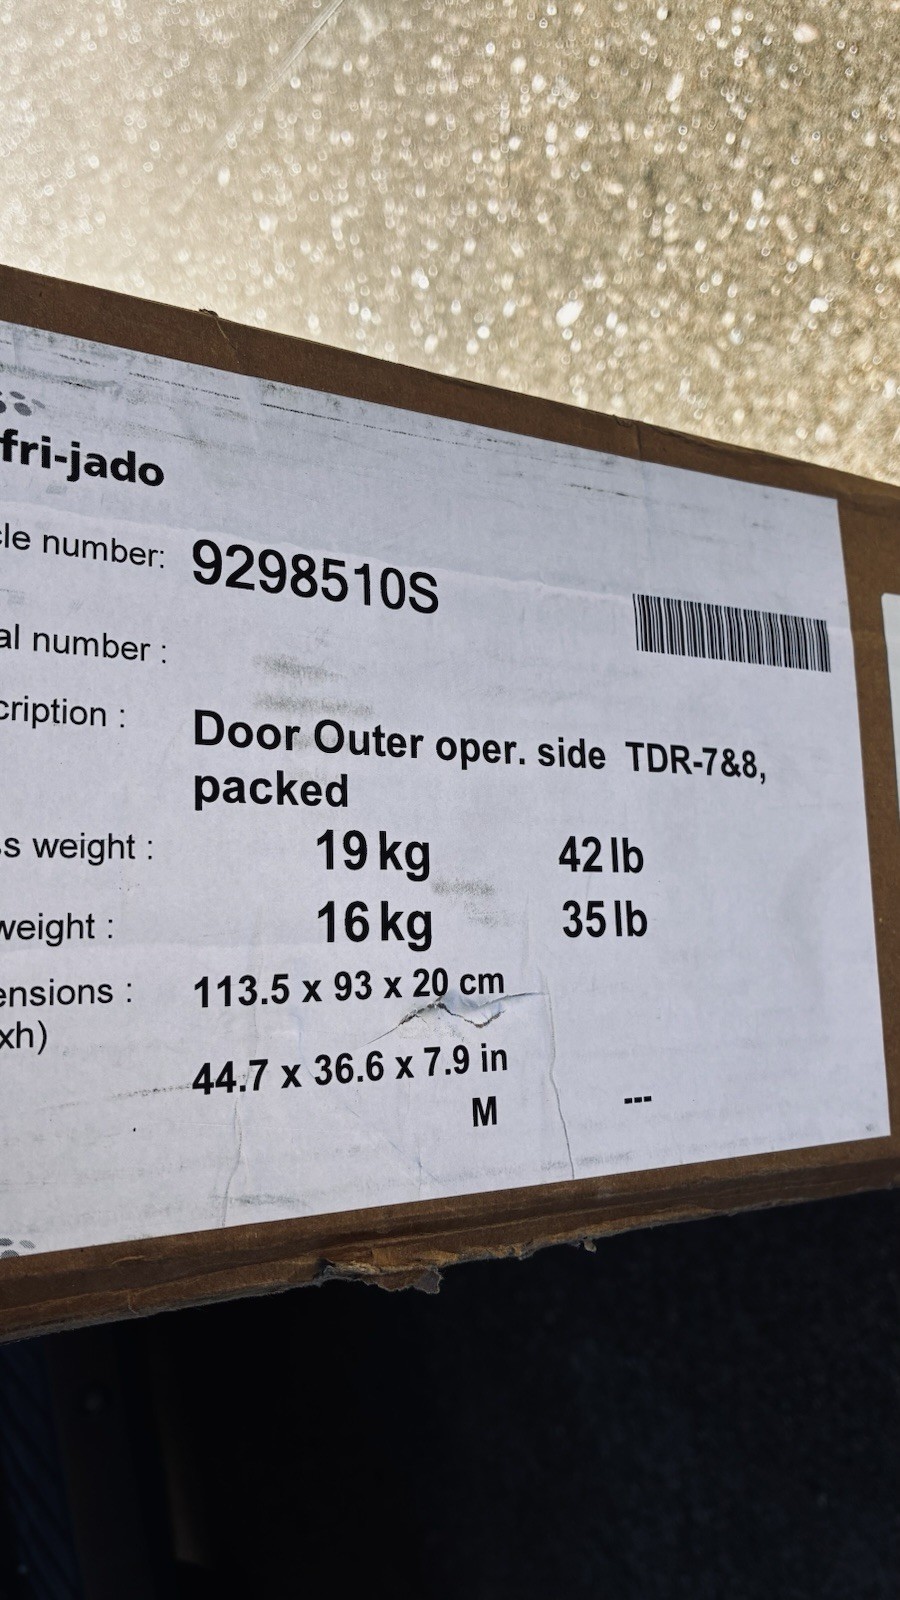 fri-jado
cle number: 9298510S
al number :
cription : Door Outer oper. side TDR-7&8,
packed
s weight : 19 kg 42 lb
weight : 16 kg 35 lb
ensions : 113.5 x 93 x 20 cm
xh)
44.7 x 36.6 x 7.9 in
M ---